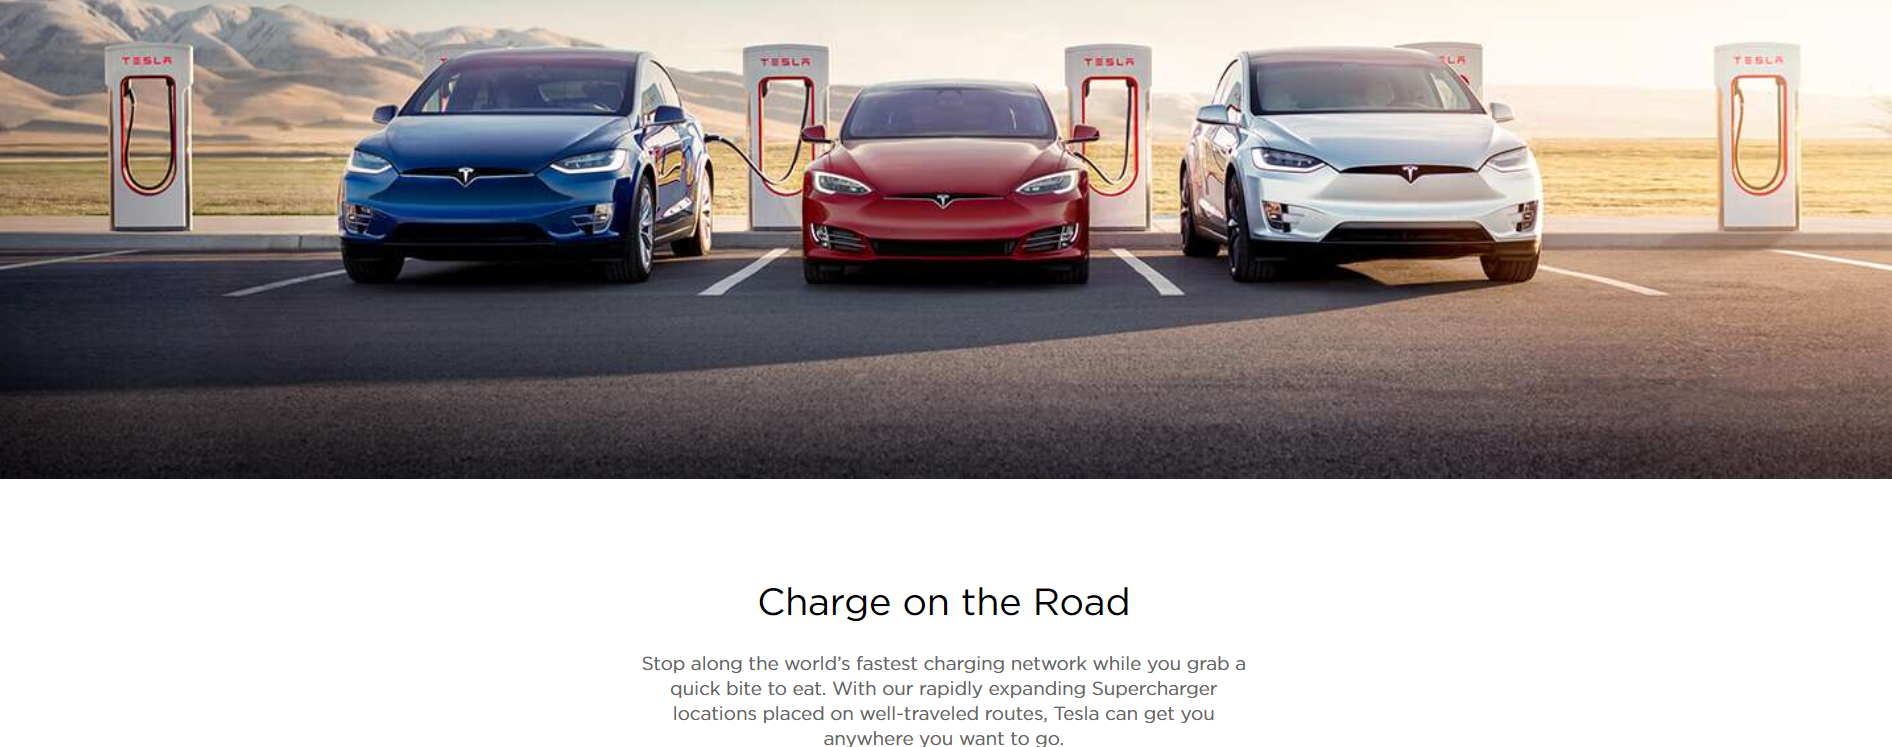 TESLA
TESLA
TESLA
SLA
TESLA
Charge on the Road
Stop along the world’s fastest charging network while you grab a
quick bite to eat. With our rapidly expanding Supercharger
locations placed on well-traveled routes, Tesla can get you
anywhere you want to go.